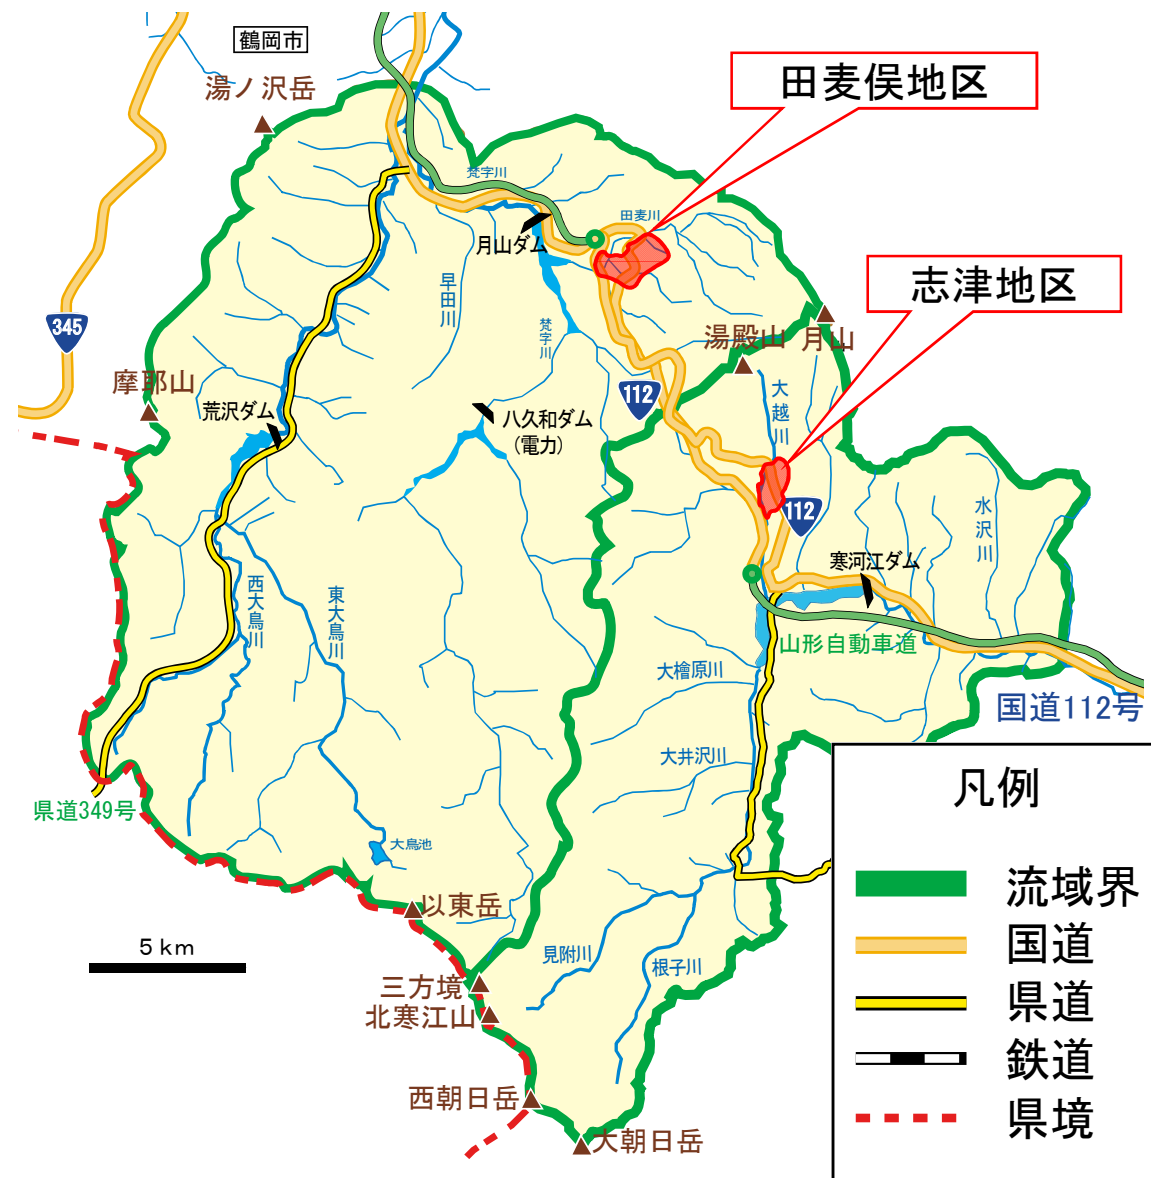 鶴岡市
湯ノ沢岳
田麦俣地区
梵字川
田麦川
月山ダム
志津地区
早田川
梵字川
345
湯殿山
月山
摩耶山
112
大越川
荒沢ダム
八久和ダム
(電力)
112
水沢川
寒河江ダム
西大鳥川
東大鳥川
山形自動車道
大檜原川
国道112号
大井沢川
県道349号
大鳥池
凡例
流域界
国道
県道
鉄道
県境
以東岳
5 km
見附川
根子川
三方境
北寒江山
西朝日岳
大朝日岳